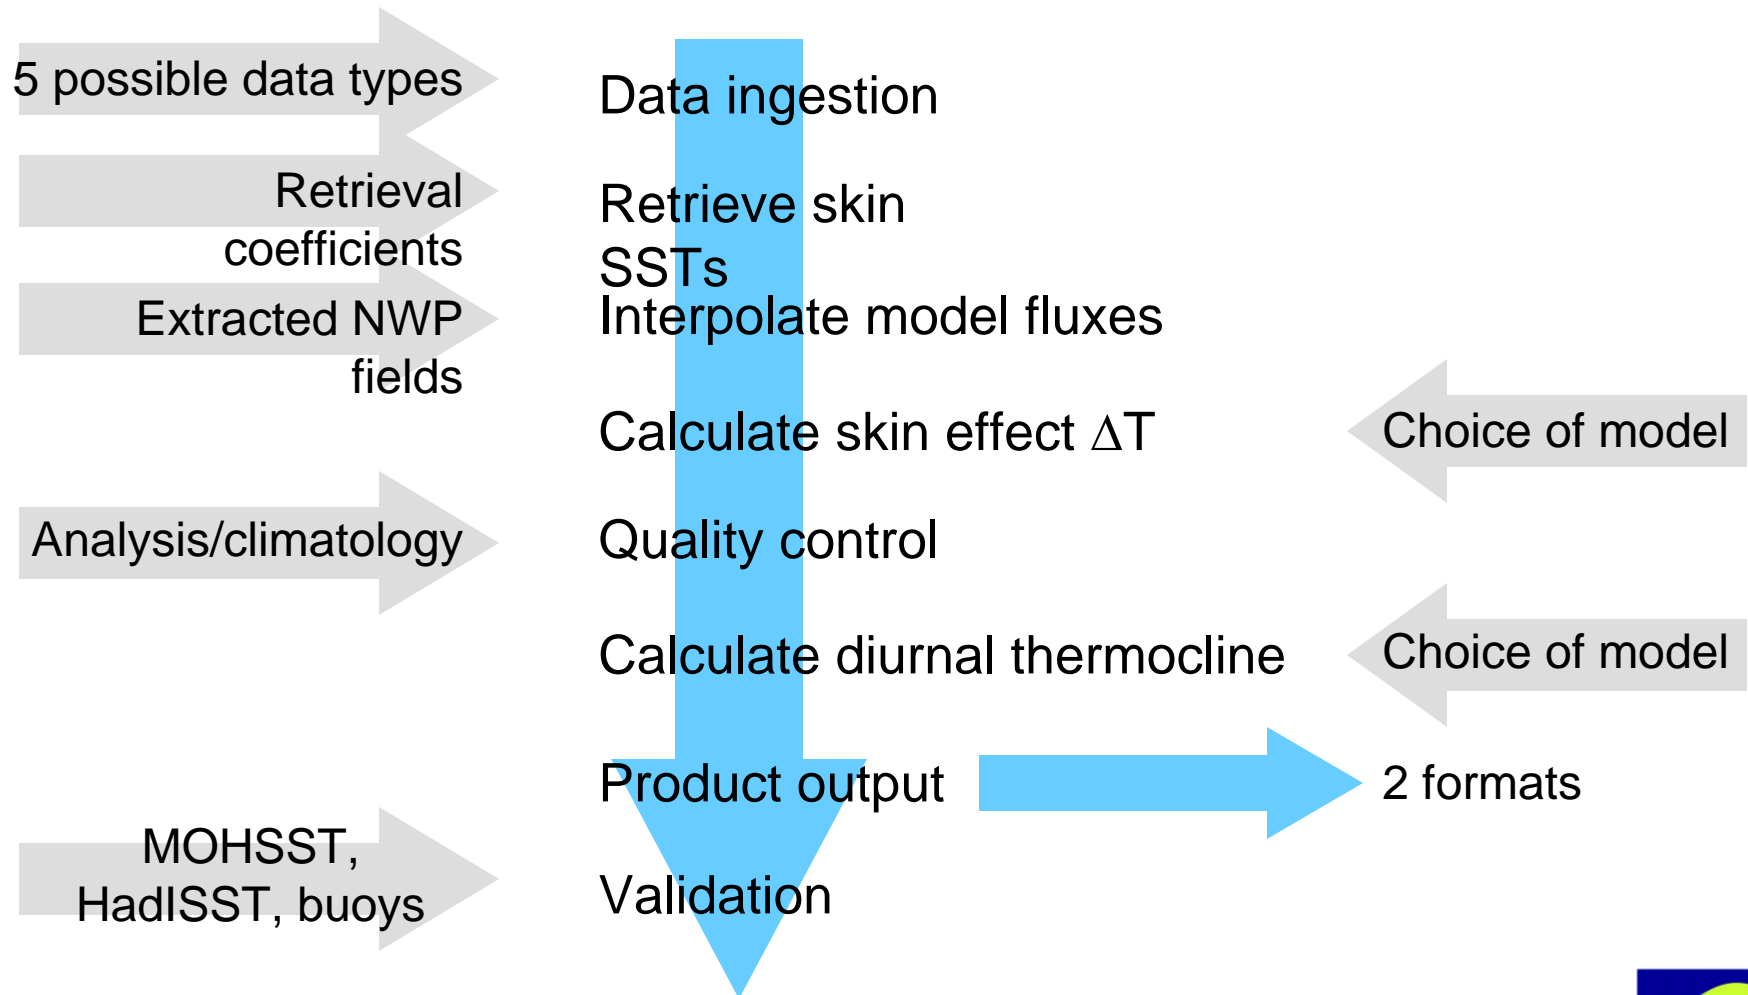 5 possible data types
Data ingestion
Retrieval
coefficients
Retrieve skin
SSTs
Extracted NWP
fields
Interpolate model fluxes
Calculate skin effect ΔT
Choice of model
Analysis/climatology
Quality control
Calculate diurnal thermocline
Choice of model
Product output
2 formats
MOHSST,
HadISST, buoys
Validation